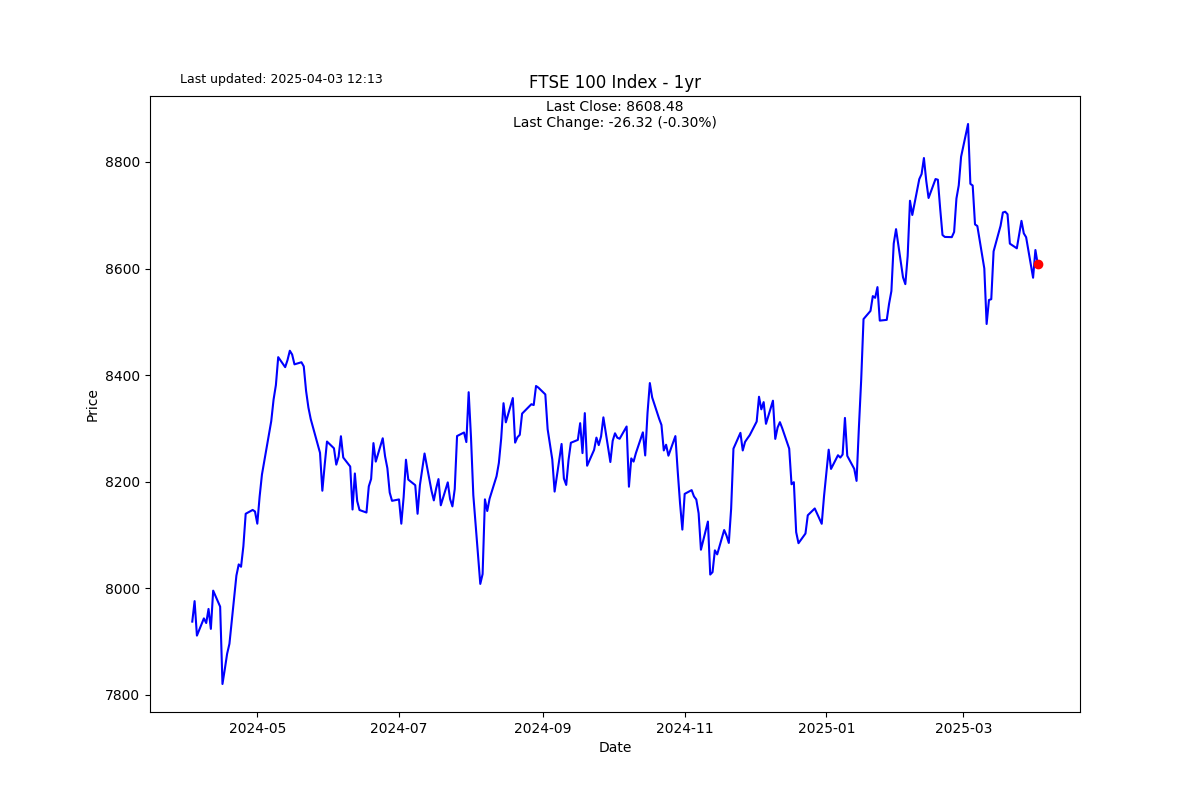 Last updated: 2025-04-03 12:13
FTSE 100 Index - 1yr
Last Close: 8608.48
Last Change: -26.32 (-0.30%)
8800
8600
8400
8200
8000
7800
Price
2024-05
2024-07
2024-09
2024-11
2025-01
2025-03
Date